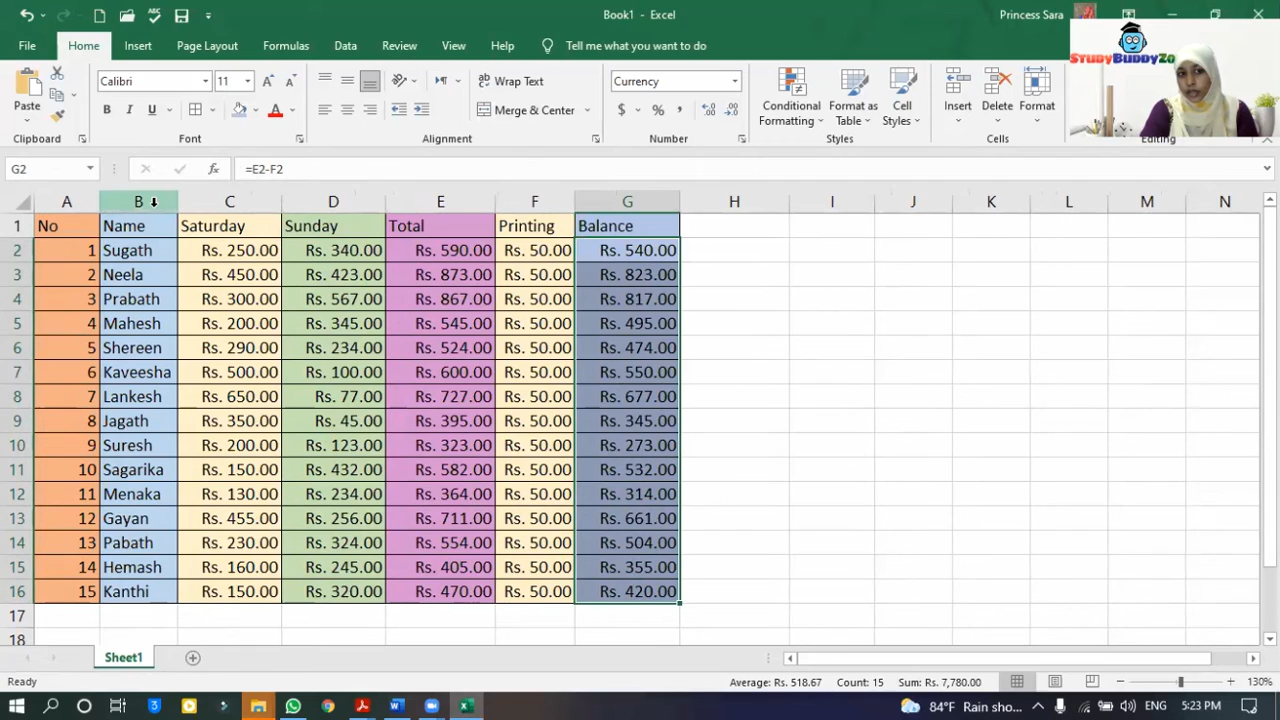 Book1 - Excel
Princess Sara
StudyBuddyZo
File Home Insert Page Layout Formulas Data Review View Help Tell me what you want to do
Paste
Calibri 11
Wrap Text
Currency
B I U
Merge & Center
$ % ,
Conditional Formatting
Format as Table
Cell Styles
Insert
Delete
Format
Clipboard Font Alignment Number Styles Cells Editing
G2 fx =E2-F2
A B C D E F G H I J K L M N
1 No Name Saturday Sunday Total Printing Balance
2 1 Sugath Rs. 250.00 Rs. 340.00 Rs. 590.00 Rs. 50.00 Rs. 540.00
3 2 Neela Rs. 450.00 Rs. 423.00 Rs. 873.00 Rs. 50.00 Rs. 823.00
4 3 Prabath Rs. 300.00 Rs. 567.00 Rs. 867.00 Rs. 50.00 Rs. 817.00
5 4 Mahesh Rs. 200.00 Rs. 345.00 Rs. 545.00 Rs. 50.00 Rs. 495.00
6 5 Shereen Rs. 290.00 Rs. 234.00 Rs. 524.00 Rs. 50.00 Rs. 474.00
7 6 Kaveesha Rs. 500.00 Rs. 100.00 Rs. 600.00 Rs. 50.00 Rs. 550.00
8 7 Lankesh Rs. 650.00 Rs. 77.00 Rs. 727.00 Rs. 50.00 Rs. 677.00
9 8 Jagath Rs. 350.00 Rs. 45.00 Rs. 395.00 Rs. 50.00 Rs. 345.00
10 9 Suresh Rs. 200.00 Rs. 123.00 Rs. 323.00 Rs. 50.00 Rs. 273.00
11 10 Sagarika Rs. 150.00 Rs. 432.00 Rs. 582.00 Rs. 50.00 Rs. 532.00
12 11 Menaka Rs. 130.00 Rs. 234.00 Rs. 364.00 Rs. 50.00 Rs. 314.00
13 12 Gayan Rs. 455.00 Rs. 256.00 Rs. 711.00 Rs. 50.00 Rs. 661.00
14 13 Pabath Rs. 230.00 Rs. 324.00 Rs. 554.00 Rs. 50.00 Rs. 504.00
15 14 Hemash Rs. 160.00 Rs. 245.00 Rs. 405.00 Rs. 50.00 Rs. 355.00
16 15 Kanthi Rs. 150.00 Rs. 320.00 Rs. 470.00 Rs. 50.00 Rs. 420.00
17
18
Sheet1
Ready
Average: Rs. 518.67 Count: 15 Sum: Rs. 7,780.00 130%
84°F Rain sho... ENG 5:23 PM